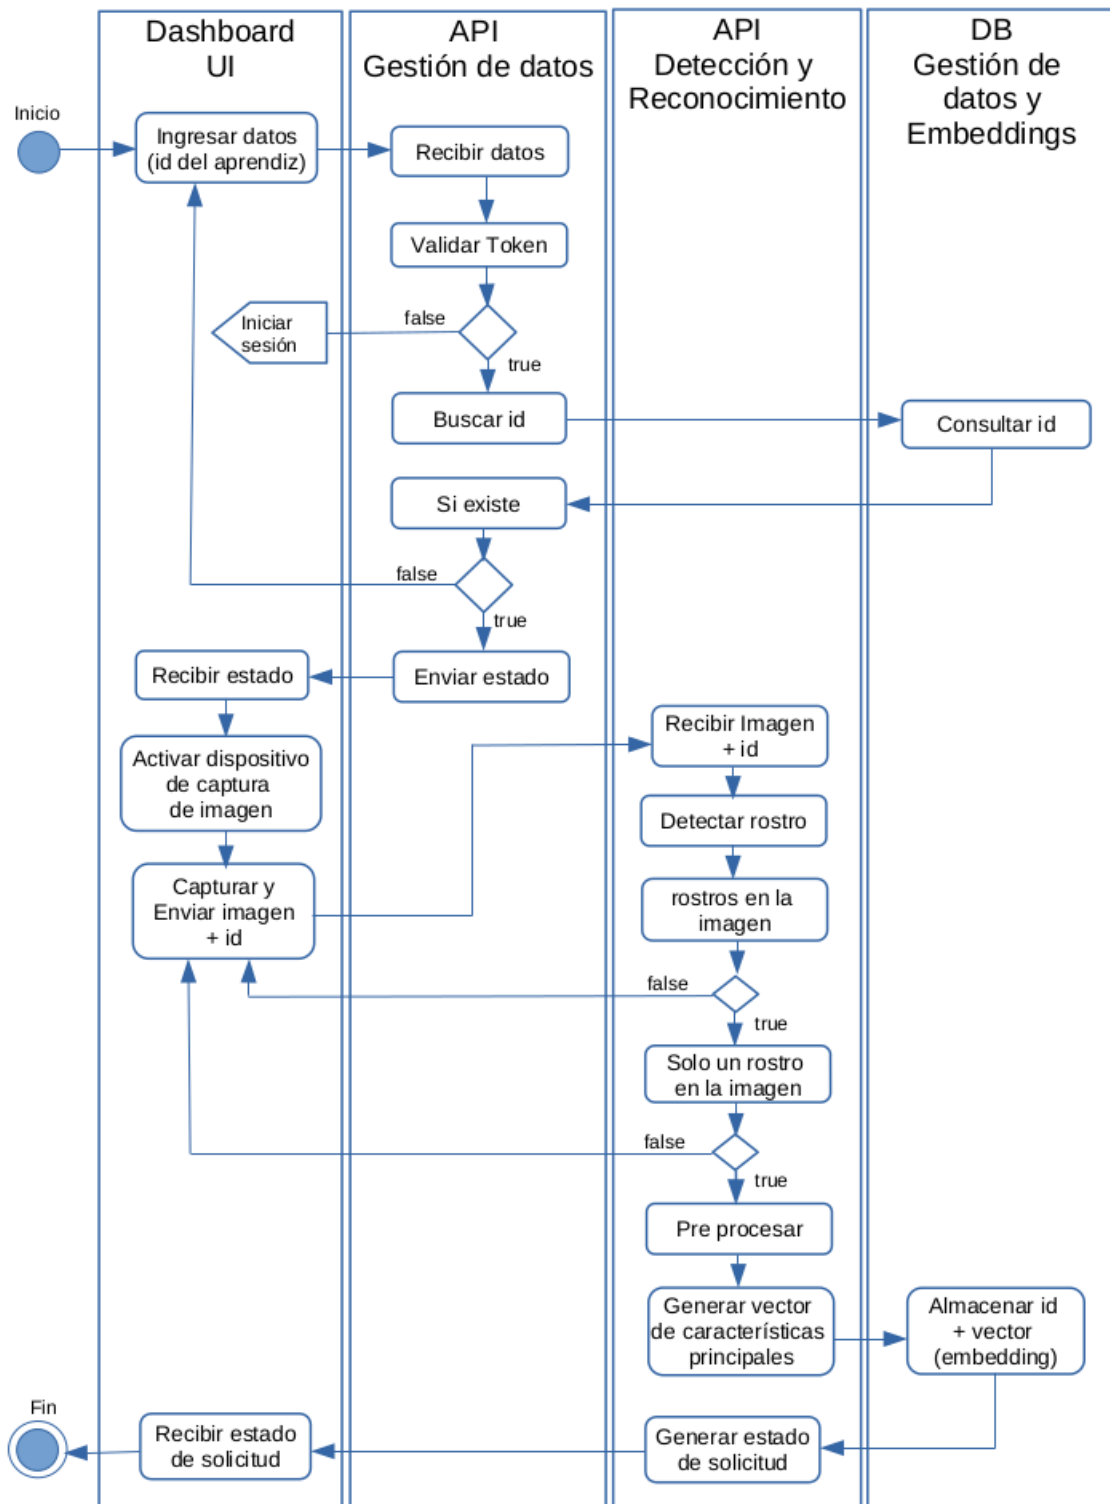 Dashboard
UI
API
Gestión de datos
API
Detección y
Reconocimiento
DB
Gestión de
datos y
Embeddings
Inicio
Ingresar datos
(id del aprendiz)
Recibir datos
Validar Token
false
Iniciar
sesión
true
Buscar id
Consultar id
Si existe
false
true
Recibir estado
Enviar estado
Activar dispositivo
de captura
de imagen
Recibir Imagen
+ id
Detectar rostro
Capturar y
Enviar imagen
+ id
rostros en la
imagen
false
true
Solo un rostro
en la imagen
false
true
Pre procesar
Generar vector
de características
principales
Almacenar id
+ vector
(embedding)
Fin
Recibir estado
de solicitud
Generar estado
de solicitud